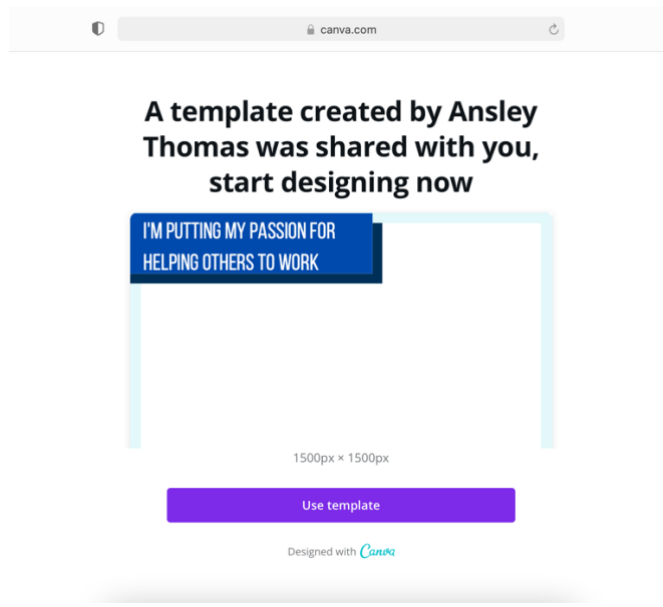 canva.com
A template created by Ansley
Thomas was shared with you,
start designing now
I'M PUTTING MY PASSION FOR
HELPING OTHERS TO WORK
1500px × 1500px
Use template
Designed with Canva